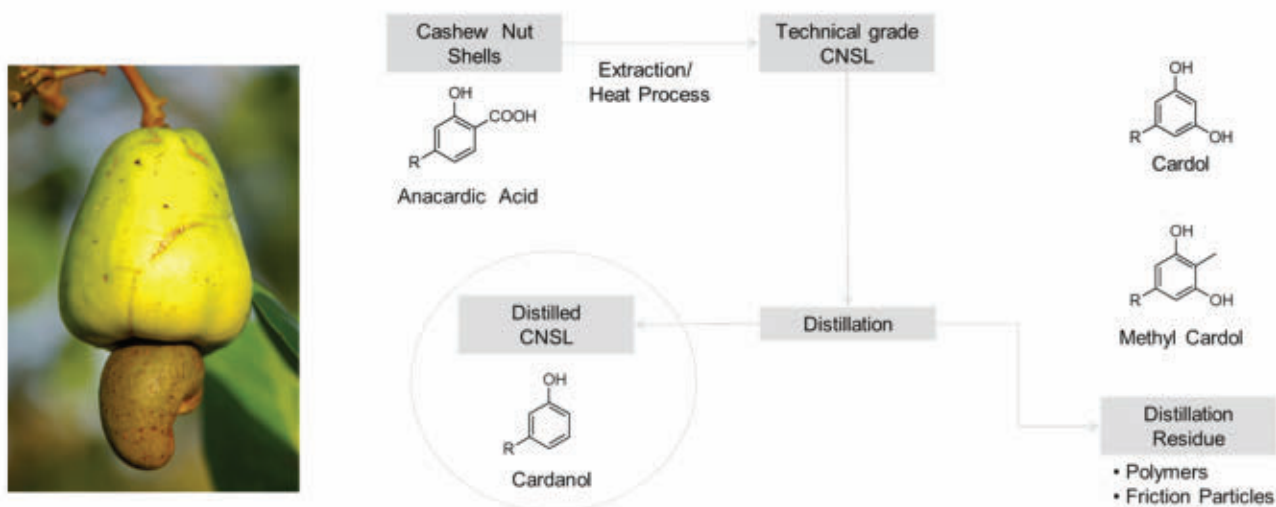 Cashew Nut
Shells
Extraction/
Heat Process
Technical grade
CNSL
OH
COOH
R
Anacardic Acid
OH
R
OH
Cardol
OH
R
OH
Methyl Cardol
Distilled
CNSL
Distillation
OH
R
Cardanol
Distillation
Residue
• Polymers
• Friction Particles